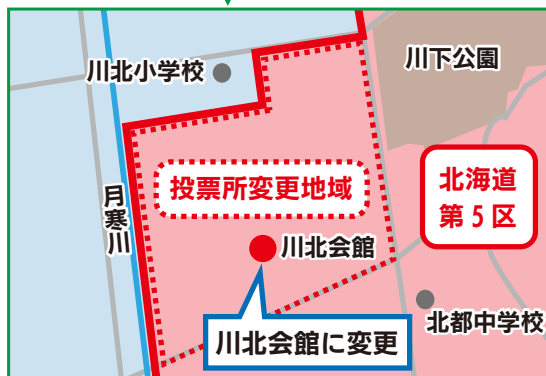 川北小学校
川下公園
投票所変更地域
北海道
第5区
月寒川
川北会館
北都中学校
川北会館に変更